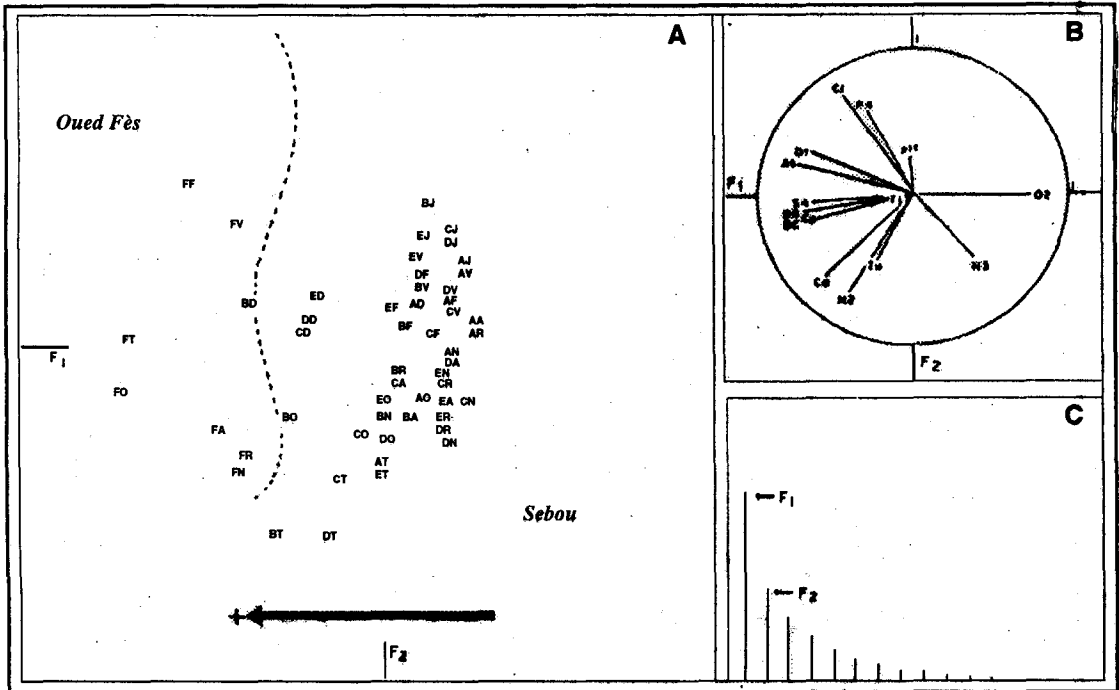 A
Oued Fès
FF
BJ
FV
CJ
EJ
DJ
EV
AJ
DF
AV
BV
DV
ED
BD
AD
AF
EF
CV
DD
BF
AA
CD
CF
AR
FT
AN
F1
DA
BR
EN
CA
CR
FO
EO
AO
EA
CN
BO
BN
BA
ER
FA
CO
DO
DR
DN
FR
AT
FN
ET
CT
Sebou
BT
DT
+
F2
B
1
F1
O2
N3
N2
F2
C
F1
F2